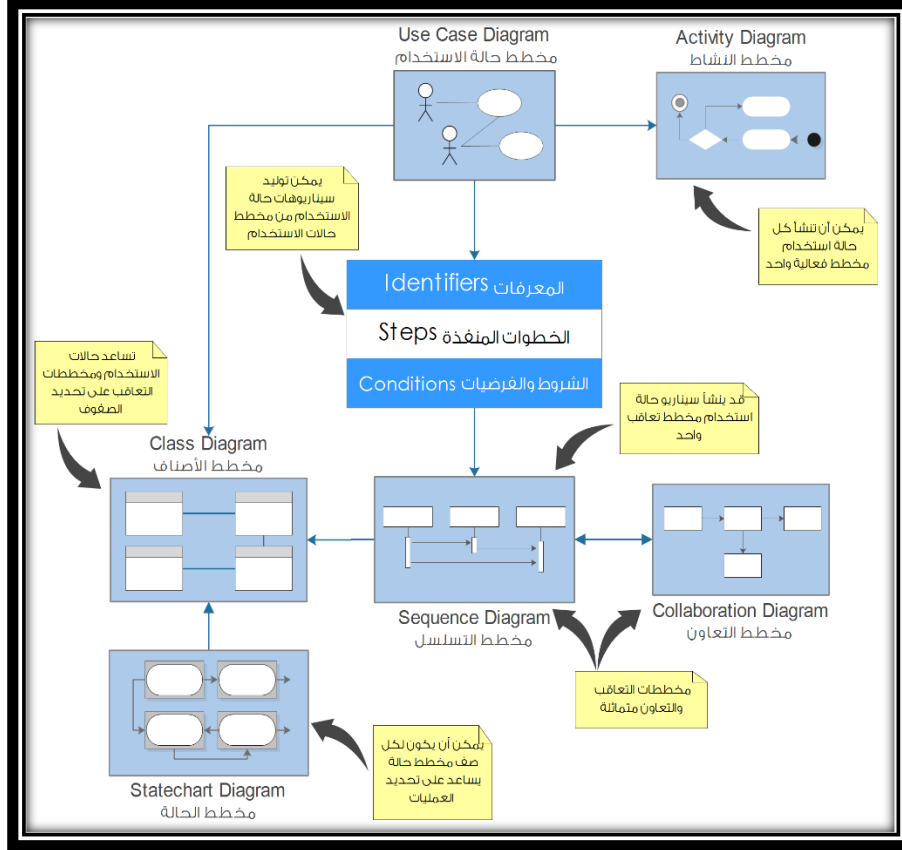 Use Case Diagram
مخطط حالة الاستخدام
Activity Diagram
مخطط النشاط
يمكن توليد
سيناريوهات حالة
الاستخدام من مخطط
حالات الاستخدام
يمكن أن تنشأ كل
حالة استخدام
مخطط فعالية واحد
المعرفات Identifiers
الخطوات المنفذة Steps
الشروط والفرضيات Conditions
تساعد حالات
الاستخدام ومخططات
التعاقب على تحديد
الصفوف
قد ينشأ سيناريو حالة
استخدام مخطط تعاقب
واحد
Class Diagram
مخطط الأصناف
Sequence Diagram
مخطط التسلسل
Collaboration Diagram
مخطط التعاون
مخططات التعاقب
والتعاون متماثلة
يمكن أن يكون لكل
صف مخطط حالة
يساعد على تحديد
العمليات
Statechart Diagram
مخطط الحالة